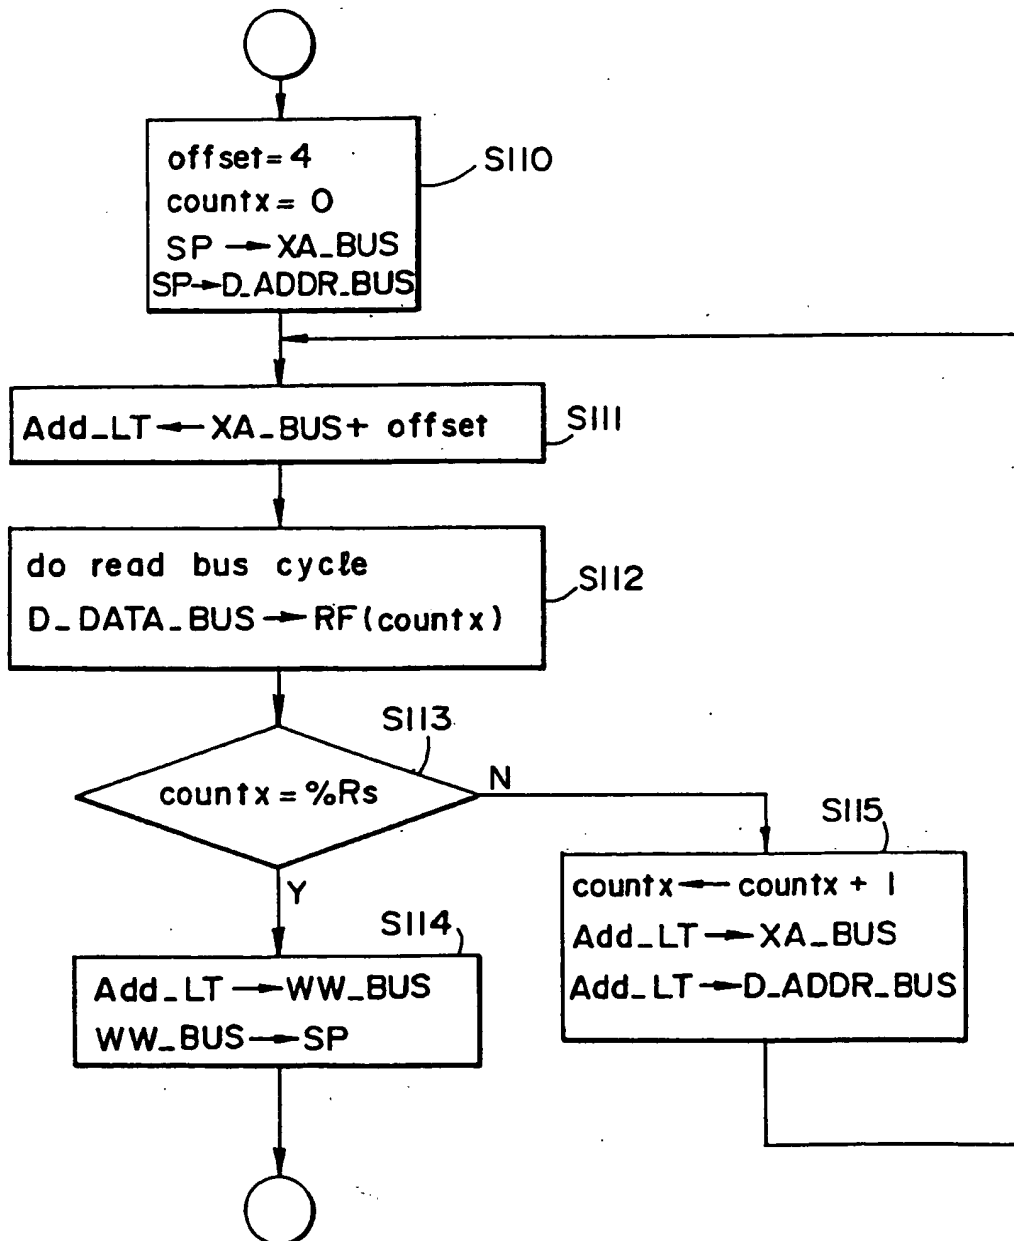 offset=4
countx=0
SP→XA_BUS
SP→D_ADDR_BUS
S110
Add_LT←XA_BUS+ offset
S111
do read bus cycle
D_DATA_BUS→RF(countx)
S112
S113
countx=%Rs
N
Y
S115
countx←countx+1
Add_LT→XA_BUS
Add_LT→D_ADDR_BUS
S114
Add_LT→WW_BUS
WW_BUS→SP